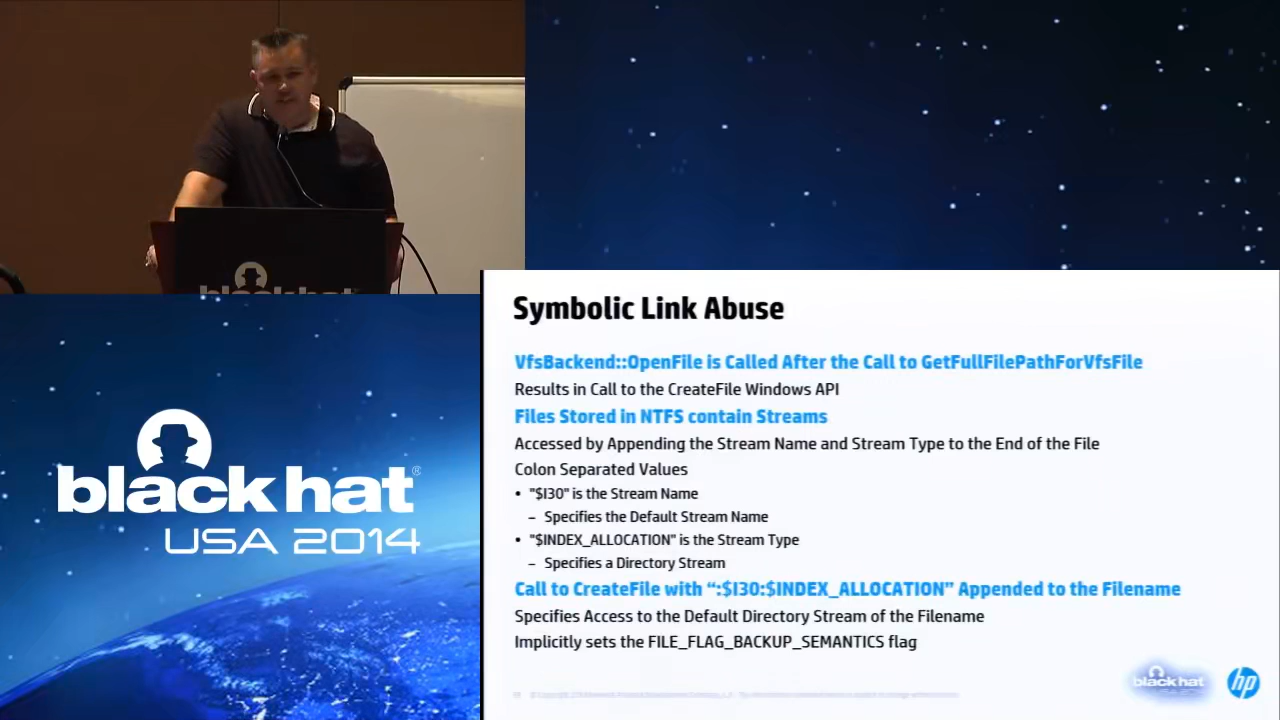 black hat
Symbolic Link Abuse
VfsBackend::OpenFile is Called After the Call to GetFullFilePathForVfsFile
Results in Call to the CreateFile Windows API
Files Stored in NTFS contain Streams
Accessed by Appending the Stream Name and Stream Type to the End of the File
Colon Separated Values
• "$I30" is the Stream Name
– Specifies the Default Stream Name
• "$INDEX_ALLOCATION" is the Stream Type
– Specifies a Directory Stream
Call to CreateFile with “:$I30:$INDEX_ALLOCATION” Appended to the Filename
Specifies Access to the Default Directory Stream of the Filename
Implicitly sets the FILE_FLAG_BACKUP_SEMANTICS flag
black hat®
USA 2014
black hat
hp